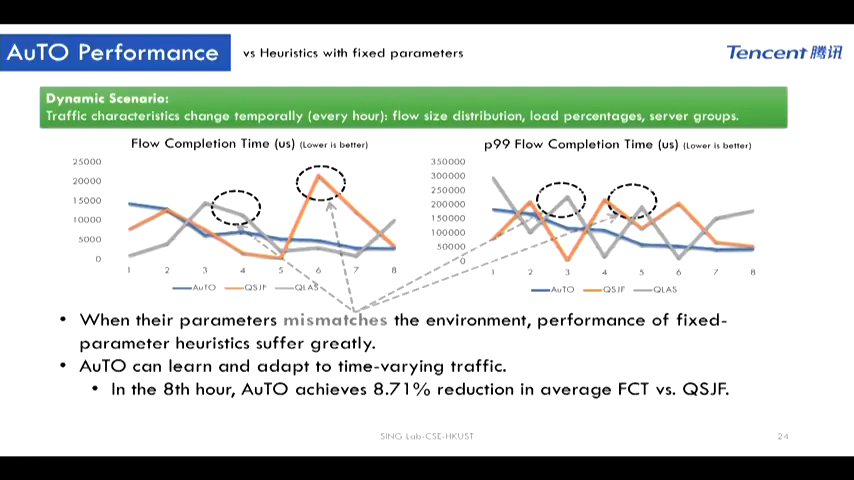 AuTO Performance
vs Heuristics with fixed parameters
Tencent 腾讯
Dynamic Scenario:
Traffic characteristics change temporally (every hour): flow size distribution, load percentages, server groups.
Flow Completion Time (us) (Lower is better)
25000
20000
15000
10000
5000
0
1 2 3 4 5 6 7 8
AuTO QSJF QLAS
p99 Flow Completion Time (us) (Lower is better)
350000
300000
250000
200000
150000
100000
50000
0
1 2 3 4 5 6 7 8
AuTO QSJF QLAS
• When their parameters mismatches the environment, performance of fixed-
parameter heuristics suffer greatly.
• AuTO can learn and adapt to time-varying traffic.
• In the 8th hour, AuTO achieves 8.71% reduction in average FCT vs. QSJF.
SING Lab-CSE-HKUST
24